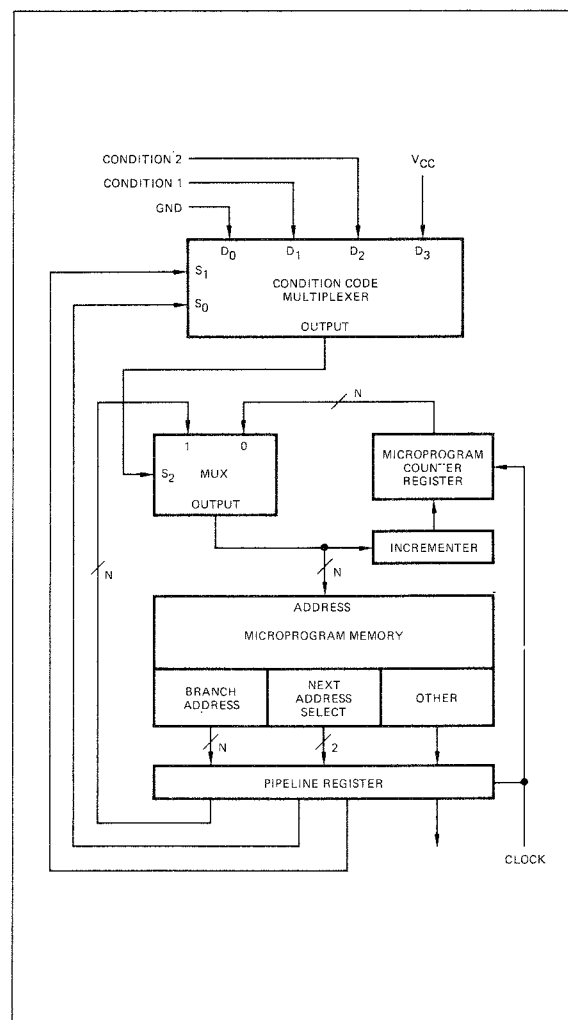 CONDITION 2
CONDITION 1
GND
VCC
D0 D1 D2 D3
S1
S0
CONDITION CODE
MULTIPLEXER
OUTPUT
N
1 0
S2
MUX
OUTPUT
MICROPROGRAM
COUNTER
REGISTER
INCREMENTER
N
N
ADDRESS
MICROPROGRAM MEMORY
BRANCH
ADDRESS
NEXT
ADDRESS
SELECT
OTHER
N
2
PIPELINE REGISTER
CLOCK